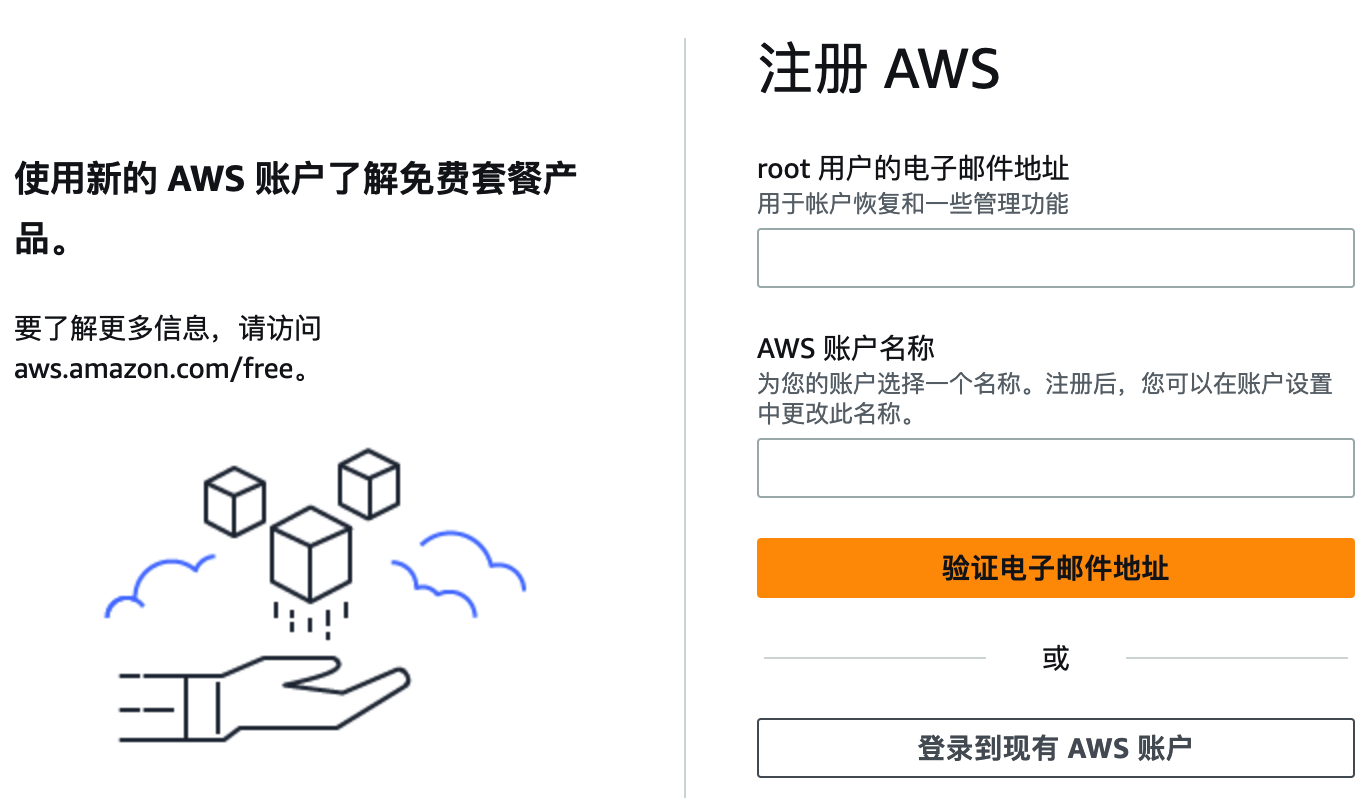 使用新的 AWS 账户了解免费套餐产
品。
要了解更多信息，请访问
aws.amazon.com/free。
注册 AWS
root 用户的电子邮件地址
用于帐户恢复和一些管理功能
AWS 账户名称
为您的账户选择一个名称。注册后，您可以在账户设置
中更改此名称。
验证电子邮件地址
或
登录到现有 AWS 账户